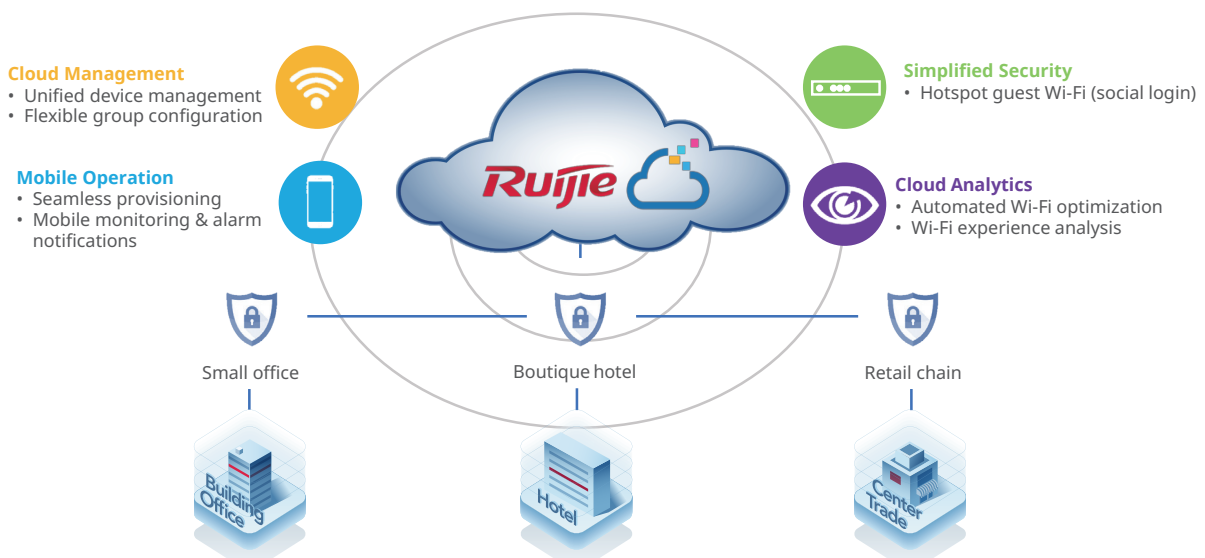 Cloud Management
• Unified device management
• Flexible group configuration
Mobile Operation
• Seamless provisioning
• Mobile monitoring & alarm
notifications
Ruijie
Simplified Security
• Hotspot guest Wi-Fi (social login)
Cloud Analytics
• Automated Wi-Fi optimization
• Wi-Fi experience analysis
Small office
Boutique hotel
Retail chain
Building
Office
Hotel
Center
Trade